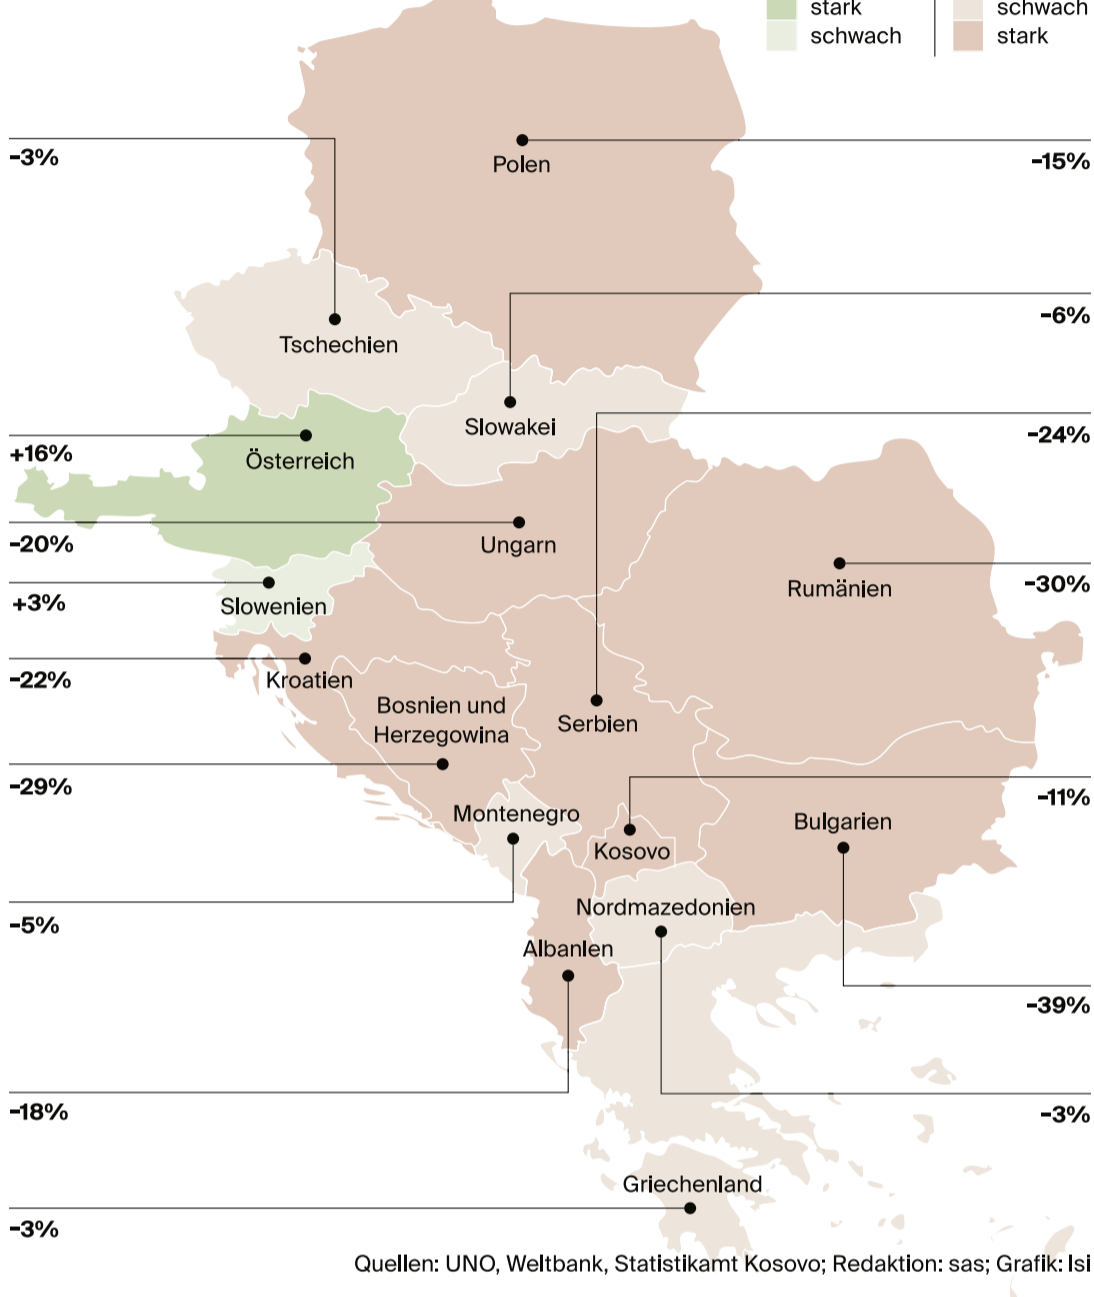 stark
schwach
schwach
stark
-3%
Polen
-15%
-6%
Tschechien
Slowakei
-24%
+16%
Österreich
-20%
Ungarn
Rumänien
-30%
+3%
Slowenien
-22%
Kroatien
Bosnien und
Herzegowina
Serbien
-29%
-11%
Montenegro
Bulgarien
Kosovo
-5%
Nordmazedonien
Albanien
-39%
-18%
-3%
Griechenland
-3%
Quellen: UNO, Weltbank, Statistikamt Kosovo; Redaktion: sas; Grafik: lsi